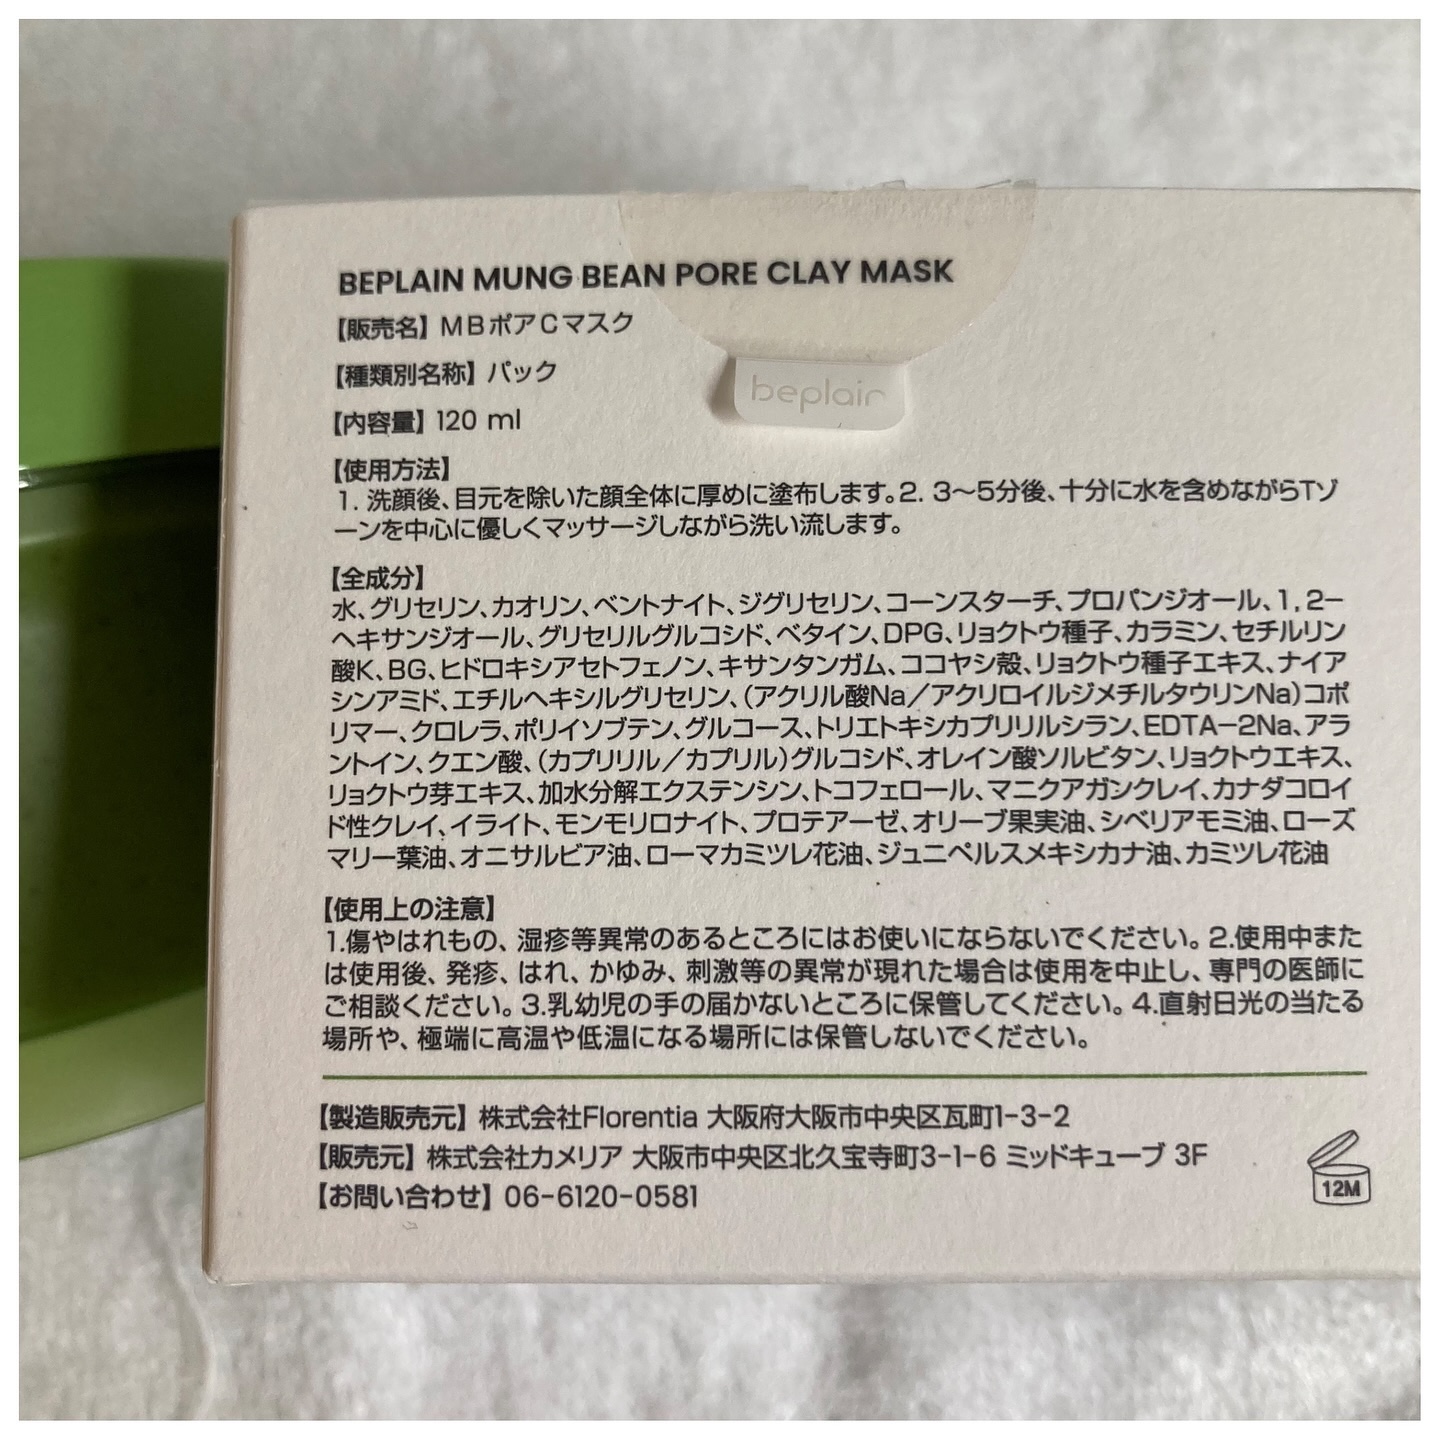 BEPLAIN MUNG BEAN PORE CLAY MASK
【販売名】ＭＢポアＣマスク
beplain
【種類別名称】パック
【内容量】120 ml
【使用方法】
1. 洗顔後、目元を除いた顔全体に厚めに塗布します。2. 3〜5分後、十分に水を含めながらTゾ
ーンを中心に優しくマッサージしながら洗い流します。
【全成分】
水、グリセリン、カオリン、ベントナイト、ジグリセリン、コーンスターチ、プロパンジオール、1,2−
ヘキサンジオール、グリセリルグルコシド、ベタイン、DPG、リョクトウ種子、カラミン、セチルリン
酸K、BG、ヒドロキシアセトフェノン、キサンタンガム、ココヤシ殻、リョクトウ種子エキス、ナイア
シンアミド、エチルヘキシルグリセリン、（アクリル酸Na／アクリロイルジメチルタウリンNa）コポ
リマー、クロレラ、ポリイソブテン、グルコース、トリエトキシカプリリルシラン、EDTA−2Na、アラ
ントイン、クエン酸、（カプリリル／カプリル）グルコシド、オレイン酸ソルビタン、リョクトウエキス、
リョクトウ芽エキス、加水分解エクステンシン、トコフェロール、マニクアガンクレイ、カナダコロイ
ド性クレイ、イライト、モンモリロナイト、プロテアーゼ、オリーブ果実油、シベリアモミ油、ローズ
マリー葉油、オニサルビア油、ローマカミツレ花油、ジュニペルスメキシカナ油、カミツレ花油
【使用上の注意】
1.傷やはれもの、湿疹等異常のあるところにはお使いにならないでください。2.使用中また
は使用後、発疹、はれ、かゆみ、刺激等の異常が現れた場合は使用を中止し、専門の医師に
ご相談ください。3.乳幼児の手の届かないところに保管してください。4.直射日光の当たる
場所や、極端に高温や低温になる場所には保管しないでください。
【製造販売元】株式会社Florentia 大阪府大阪市中央区瓦町1-3-2
【販売元】株式会社カメリア 大阪市中央区北久宝寺町3-1-6 ミッドキューブ 3F
【お問い合わせ】06-6120-0581
12M